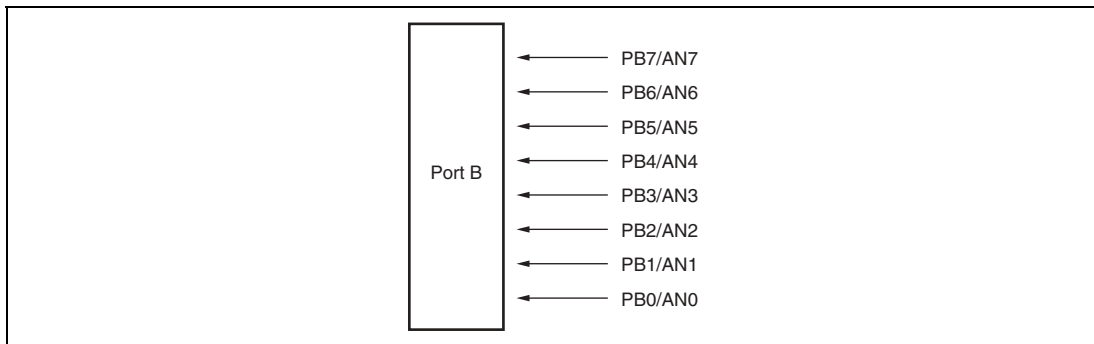 PB7/AN7
PB6/AN6
PB5/AN5
PB4/AN4
Port B
PB3/AN3
PB2/AN2
PB1/AN1
PB0/AN0